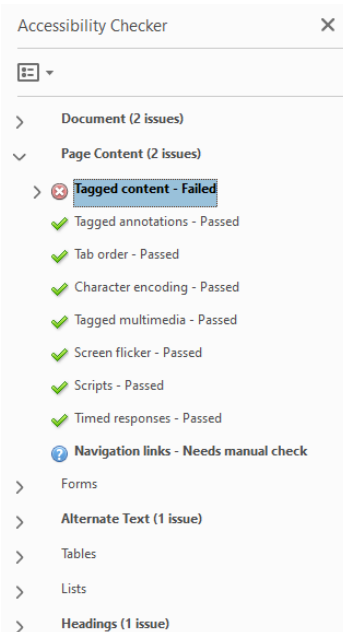 Accessibility Checker
Document (2 issues)
Page Content (2 issues)
Tagged content - Failed
Tagged annotations - Passed
Tab order - Passed
Character encoding - Passed
Tagged multimedia - Passed
Screen flicker - Passed
Scripts - Passed
Timed responses - Passed
Navigation links - Needs manual check
Forms
Alternate Text (1 issue)
Tables
Lists
Headings (1 issue)